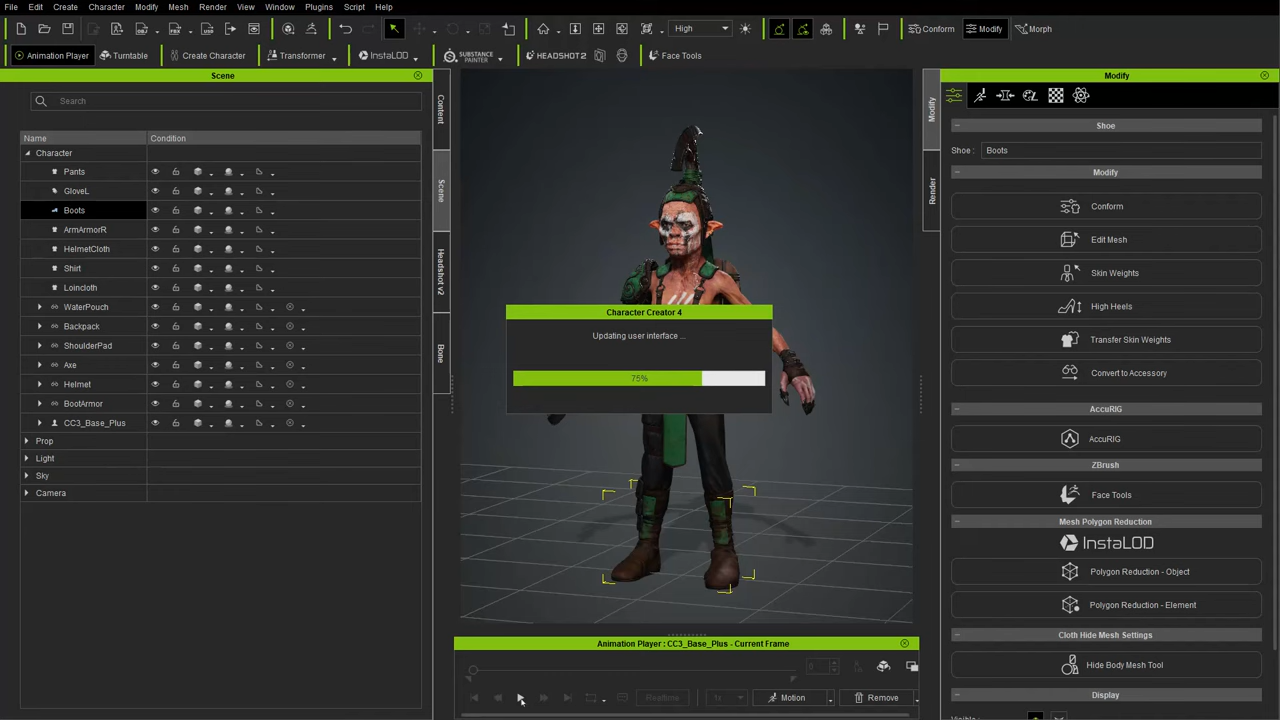 File Edit Create Character Modify Mesh Render View Window Plugins Script Help
High Conform Modify Morph
Animation Player Turntable Create Character Transformer InstaLOD SUBSTANCE PAINTER HEADSHOT 2 Face Tools
Scene
Search
Name Condition
Character
Pants
GloveL
Boots
ArmArmorR
HelmetCloth
Shirt
Loincloth
WaterPouch
Backpack
ShoulderPad
Axe
Helmet
BootArmor
CC3_Base_Plus
Prop
Light
Sky
Camera
Content
Scene
Headshot v2
Bone
Character Creator 4
Updating user interface ...
75%
Animation Player : CC3_Base_Plus - Current Frame
0
Realtime 1x Motion Remove
Modify
Render
Modify
Shoe
Shoe : Boots
Modify
Conform
Edit Mesh
Skin Weights
High Heels
Transfer Skin Weights
Convert to Accessory
AccuRIG
AccuRIG
ZBrush
Face Tools
Mesh Polygon Reduction
InstaLOD
Polygon Reduction - Object
Polygon Reduction - Element
Cloth Hide Mesh Settings
Hide Body Mesh Tool
Display